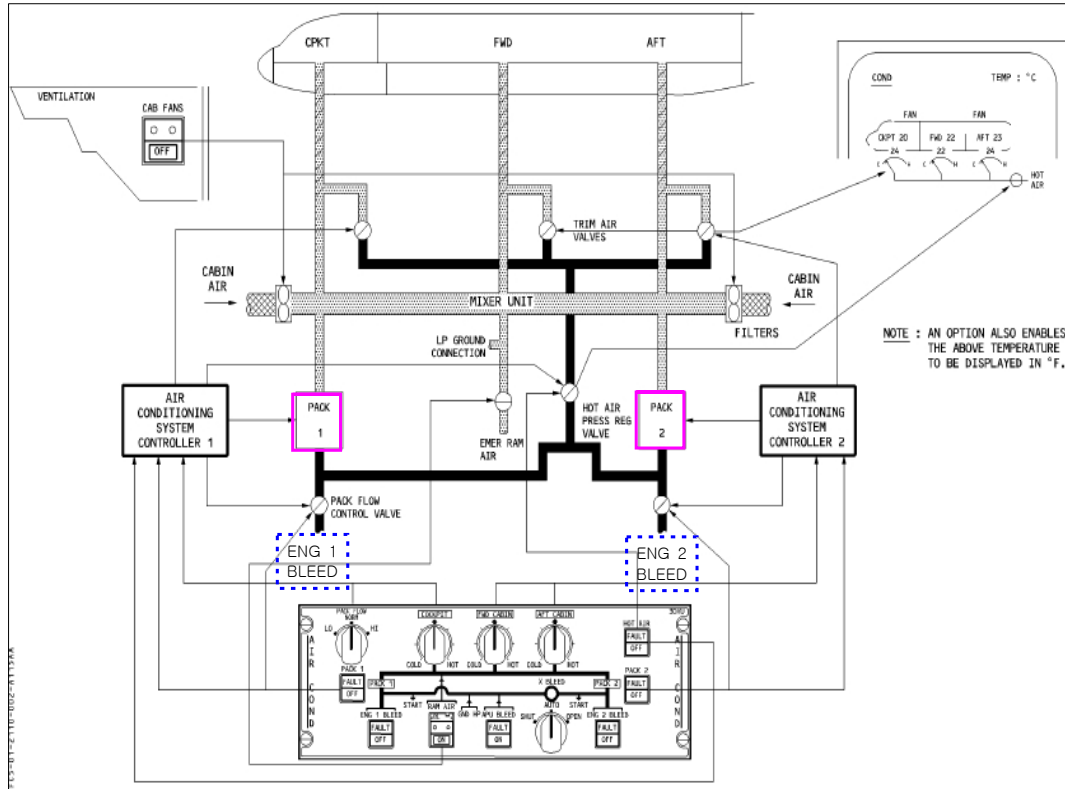 CPKT
FWD
AFT
VENTILATION
CAB FANS
OFF
COND
TEMP : °C
FAN
FAN
CKPT 20
FWD 22
AFT 23
24
22
24
C
H
C
H
C
H
HOT
AIR
TRIM AIR
VALVES
CABIN
AIR
MIXER UNIT
CABIN
AIR
FILTERS
LP GROUND
CONNECTION
NOTE : AN OPTION ALSO ENABLES
THE ABOVE TEMPERATURE
TO BE DISPLAYED IN °F.
AIR
CONDITIONING
SYSTEM
CONTROLLER 1
PACK
1
EMER RAM
AIR
HOT AIR
PRESS REG
VALVE
PACK
2
AIR
CONDITIONING
SYSTEM
CONTROLLER 2
PACK FLOW
CONTROL VALVE
ENG 1
BLEED
ENG 2
BLEED
PACK FLOW
NORM
LO
HI
COCKPIT
FWD CABIN
AFT CABIN
30VU
HOT AIR
FAULT
OFF
COLD
HOT
COLD
HOT
COLD
HOT
AIR COND
AIR COND
PACK 1
FAULT
OFF
PACK 1
X BLEED
PACK 2
PACK 2
FAULT
OFF
START
RAM AIR
GND HP
APU BLEED
AUTO
START
ENG 1 BLEED
FAULT
OFF
ON
FAULT
ON
SHUT
OPEN
ENG 2 BLEED
FAULT
OFF